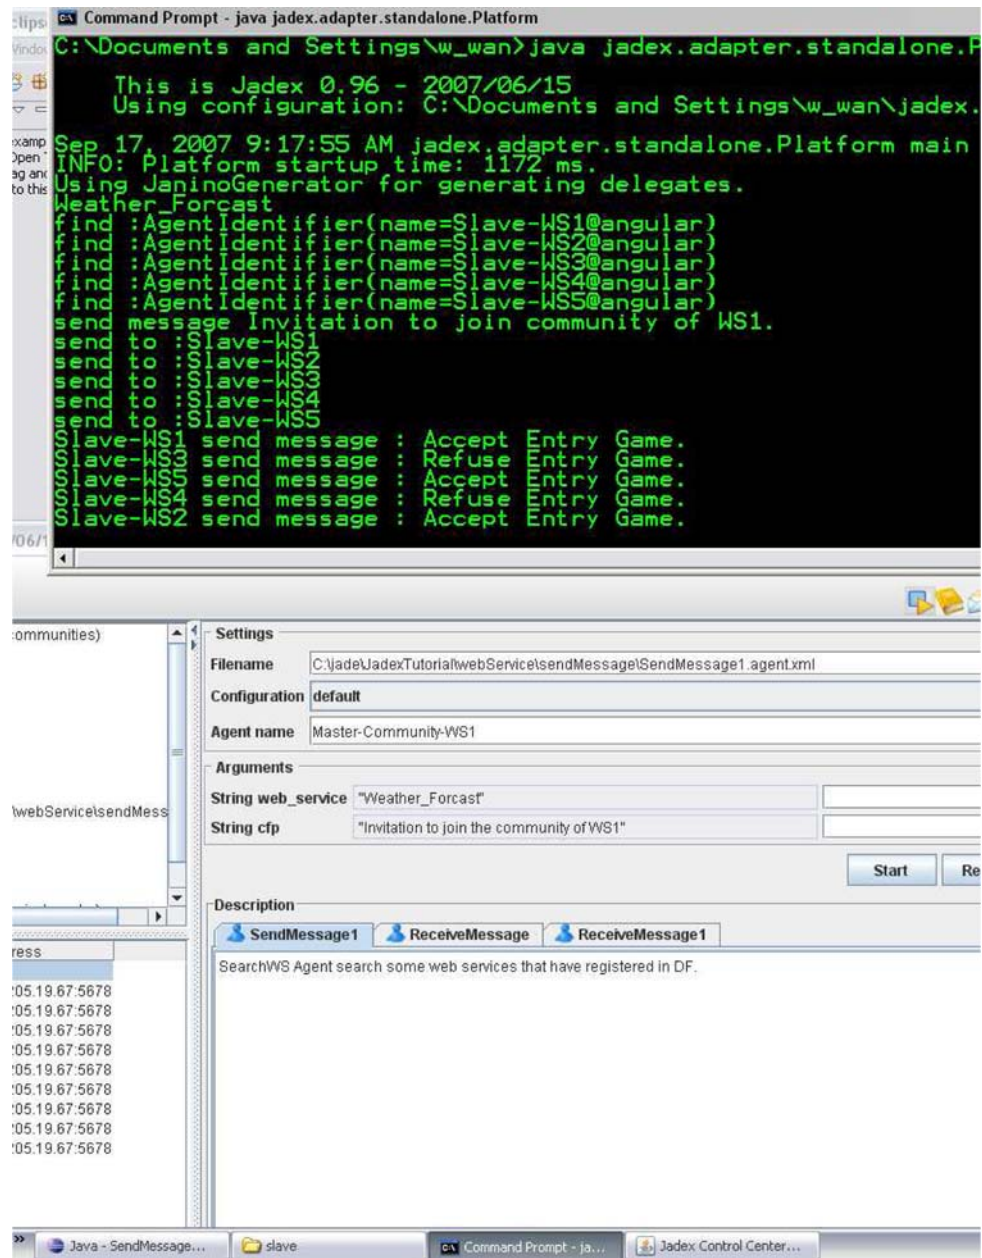 Command Prompt - java jadex.adapter.standalone.Platform
C:\Documents and Settings\w_wan>java jadex.adapter.standalone.P
This is Jadex 0.96 - 2007/06/15
Using configuration: C:\Documents and Settings\w_wan\jadex.
Sep 17, 2007 9:17:55 AM jadex.adapter.standalone.Platform main
INFO: Platform startup time: 1172 ms.
Using JaninoGenerator for generating delegates.
Weather_Forcast
find :AgentIdentifier(name=Slave-WS1@angular)
find :AgentIdentifier(name=Slave-WS2@angular)
find :AgentIdentifier(name=Slave-WS3@angular)
find :AgentIdentifier(name=Slave-WS4@angular)
find :AgentIdentifier(name=Slave-WS5@angular)
send message Invitation to join community of WS1.
send to :Slave-WS1
send to :Slave-WS2
send to :Slave-WS3
send to :Slave-WS4
send to :Slave-WS5
Slave-WS1 send message : Accept Entry Game.
Slave-WS3 send message : Refuse Entry Game.
Slave-WS5 send message : Accept Entry Game.
Slave-WS4 send message : Refuse Entry Game.
Slave-WS2 send message : Accept Entry Game.
clips
Windo
examp
Open
ag and
to this
/06/1
ommunities)
\webService\sendMess
Settings
Filename C:\jade\JadexTutorial\webService\sendMessage\SendMessage1.agent.xml
Configuration default
Agent name Master-Community-WS1
Arguments
String web_service "Weather_Forcast"
String cfp "Invitation to join the community of WS1"
Start Re
Description
SendMessage1 ReceiveMessage ReceiveMessage1
SearchWS Agent search some web services that have registered in DF.
ress
:05.19.67:5678
:05.19.67:5678
:05.19.67:5678
:05.19.67:5678
:05.19.67:5678
:05.19.67:5678
:05.19.67:5678
:05.19.67:5678
:05.19.67:5678
» Java - SendMessage... slave Command Prompt - ja... Jadex Control Center...